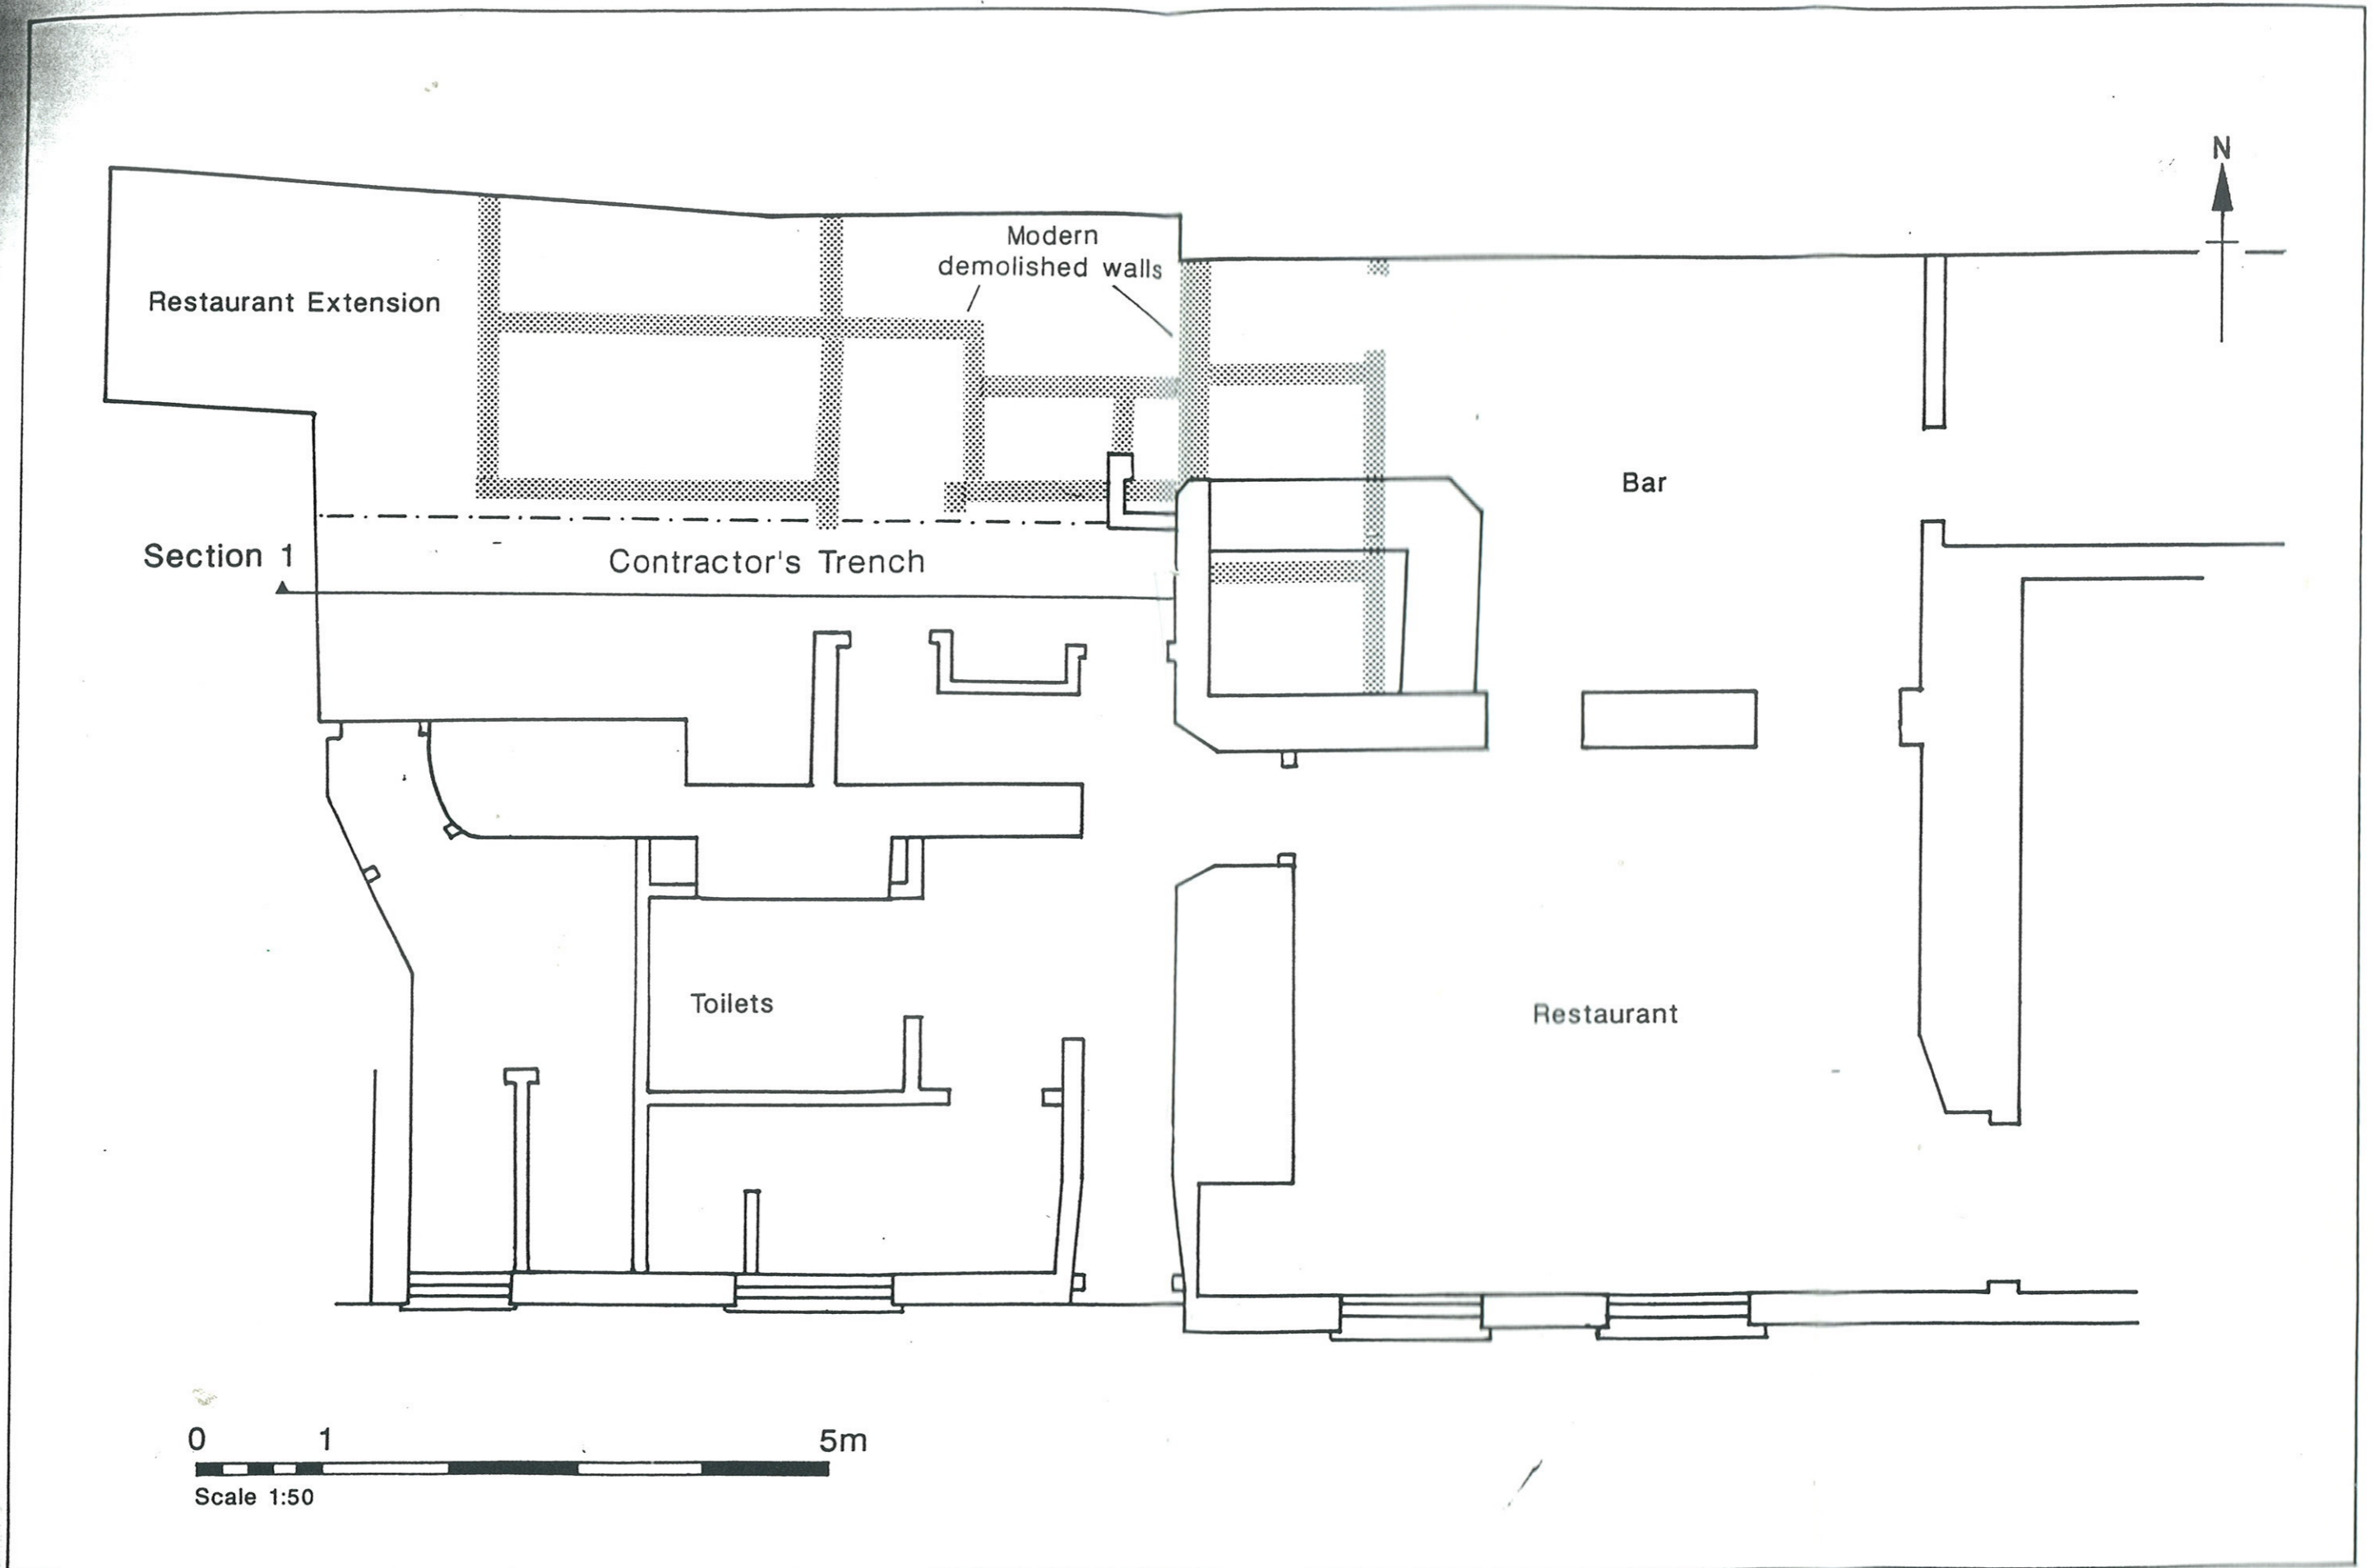 N
Modern
demolished walls
Restaurant Extension
Bar
Section 1
Contractor's Trench
Toilets
Restaurant
0 1 5m
Scale 1:50